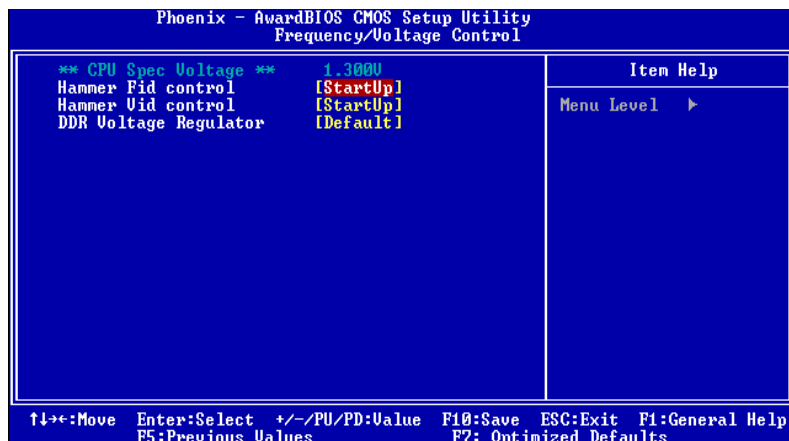 Phoenix - AwardBIOS CMOS Setup Utility
Frequency/Voltage Control
** CPU Spec Voltage ** 1.300V
Hammer Fid control [StartUp]
Hammer Vid control [StartUp]
DDR Voltage Regulator [Default]
Item Help
Menu Level ▶
↑↓→←:Move Enter:Select +/-/PU/PD:Value F10:Save ESC:Exit F1:General Help
F5:Previous Values F7: Optimized Defaults